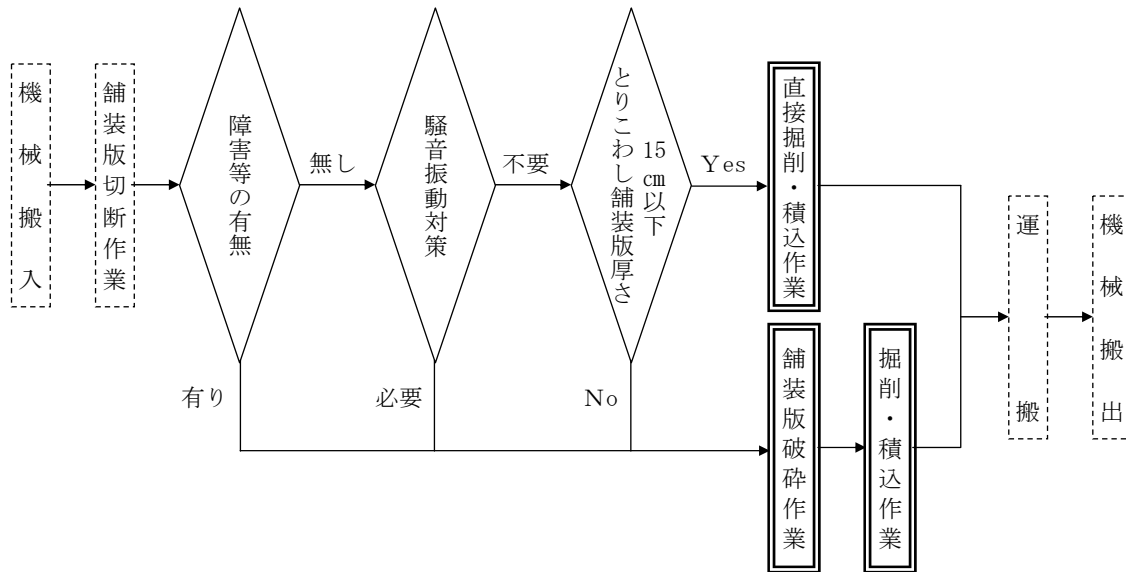 機械搬入
舗装版切断作業
障害等の有無
無し
有り
騒音振動対策
不要
必要
とりこわし舗装版厚さ
15cm以下
Yes
No
直接掘削・積込作業
舗装版破砕作業
掘削・積込作業
運搬
機械搬出